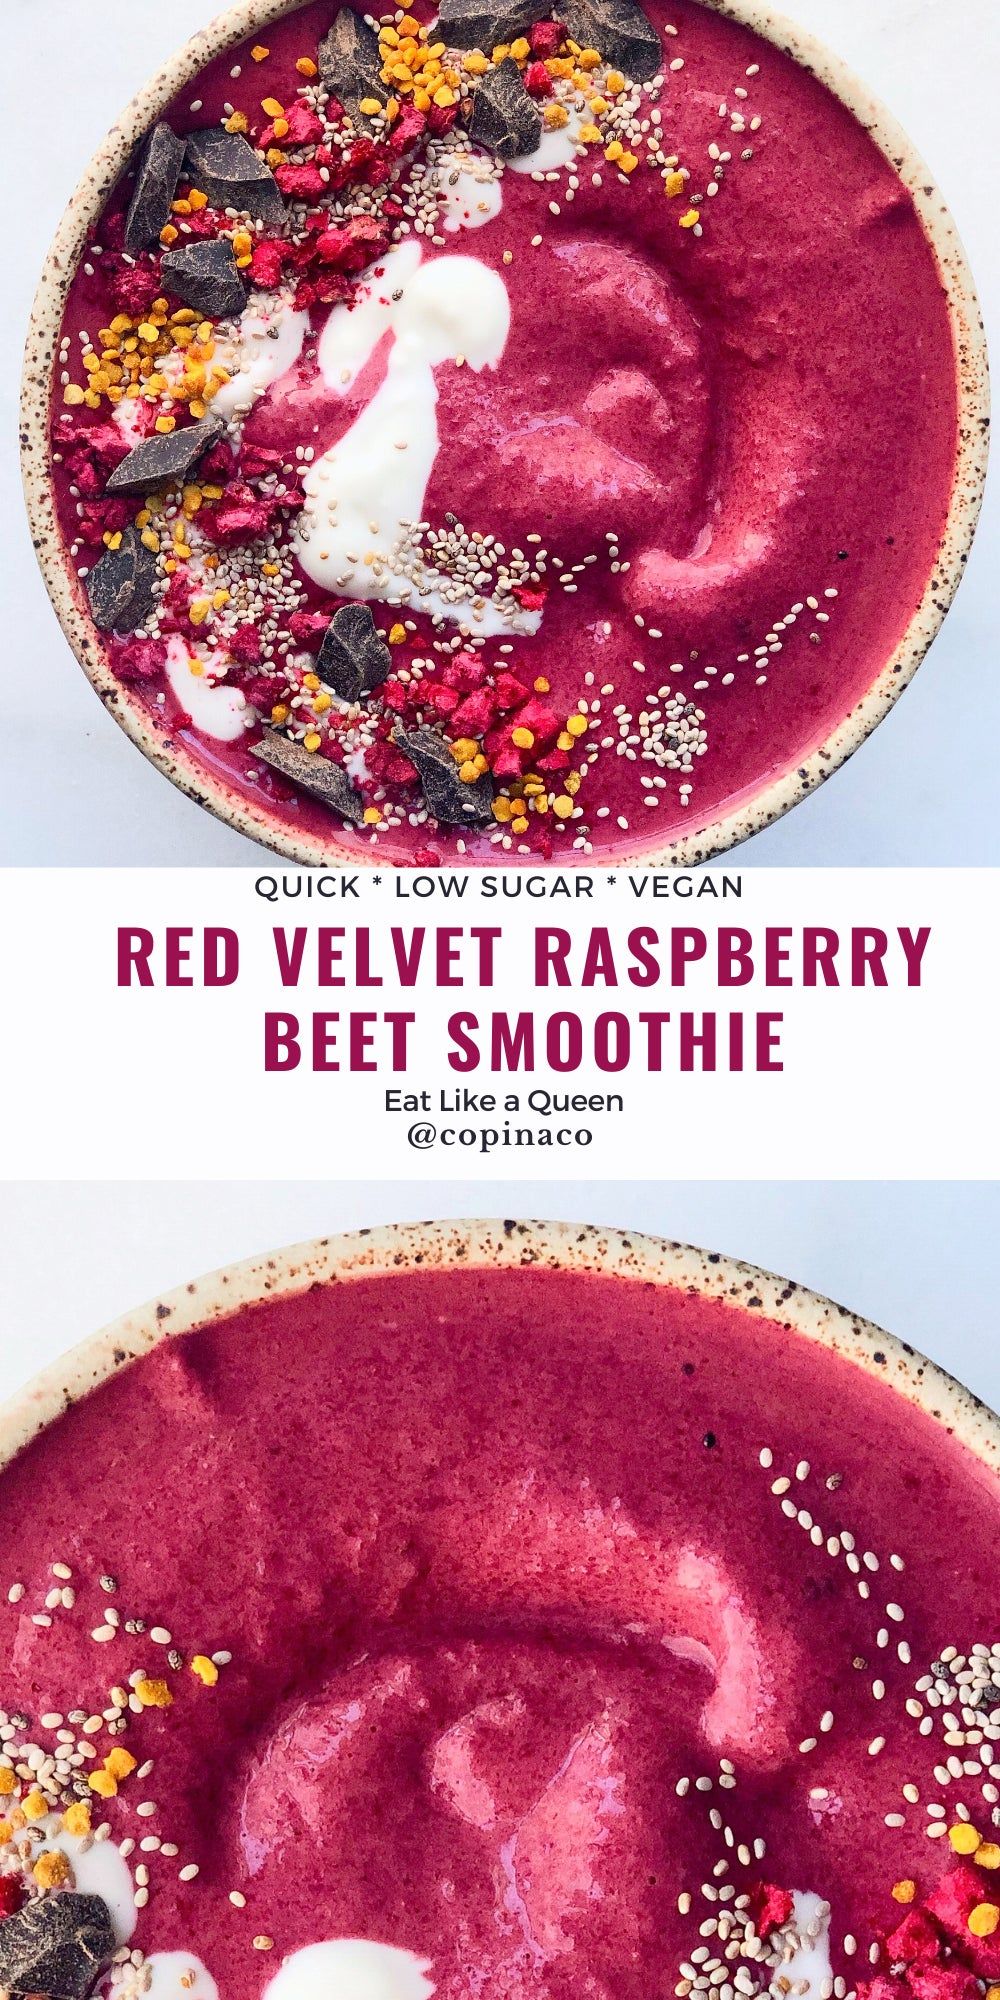 QUICK * LOW SUGAR * VEGAN
RED VELVET RASPBERRY
BEET SMOOTHIE
Eat Like a Queen
@copinaco